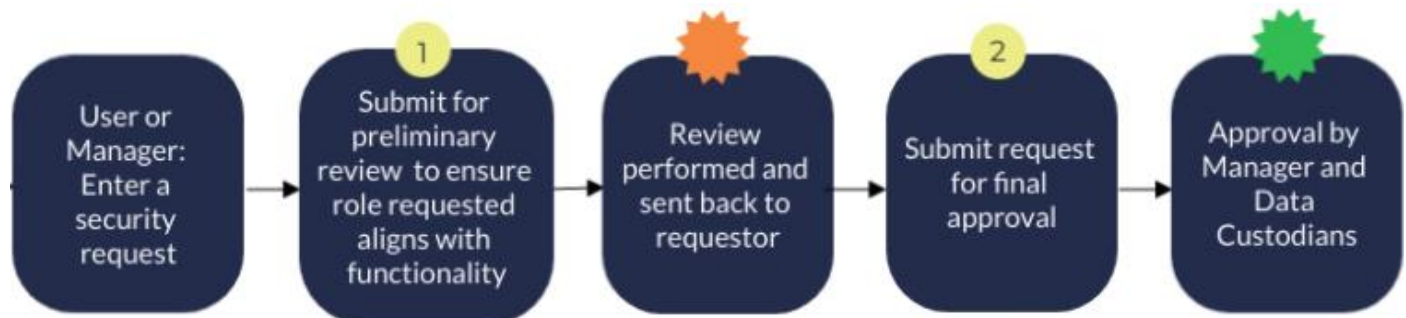 User or
Manager:
Enter a
security
request
1
Submit for
preliminary
review to ensure
role requested
aligns with
functionality
Review
performed and
sent back to
requestor
2
Submit request
for final
approval
Approval by
Manager and
Data
Custodians